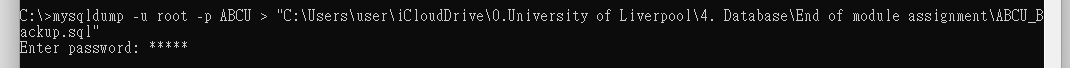 C:\>mysqldump -u root -p ABCU > "C:\Users\user\iCloudDrive\0.University of Liverpool\4. Database\End of module assignment\ABCU_B
ackup.sql"
Enter password: *****